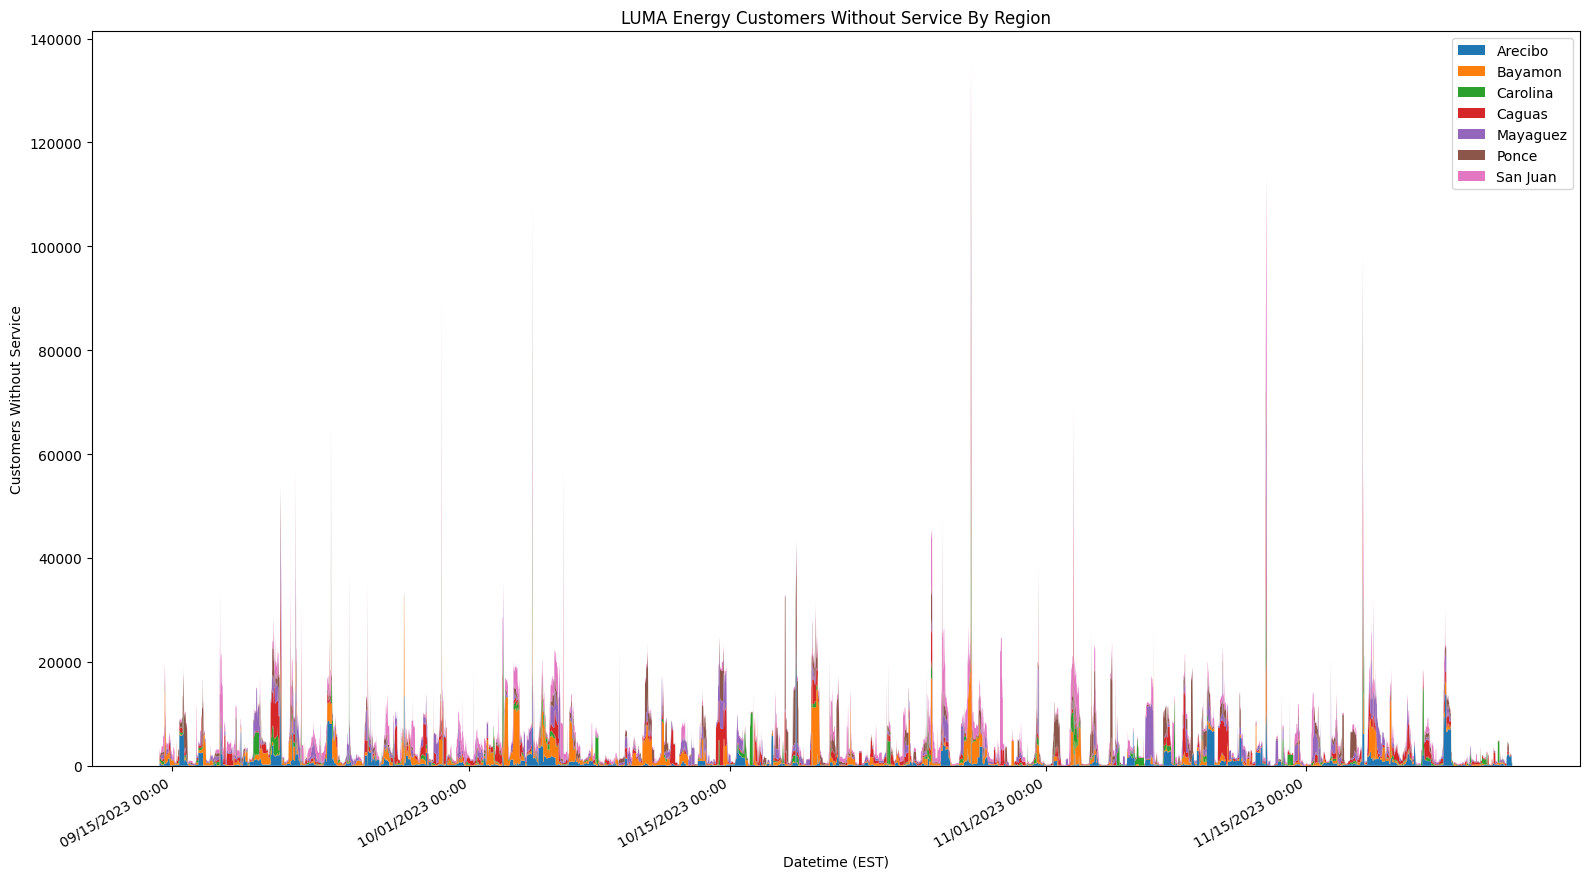 LUMA Energy Customers Without Service By Region
140000
120000
100000
80000
60000
40000
20000
0
Customers Without Service
Arecibo
Bayamon
Carolina
Caguas
Mayaguez
Ponce
San Juan
09/15/2023 00:00
10/01/2023 00:00
10/15/2023 00:00
11/01/2023 00:00
11/15/2023 00:00
Datetime (EST)